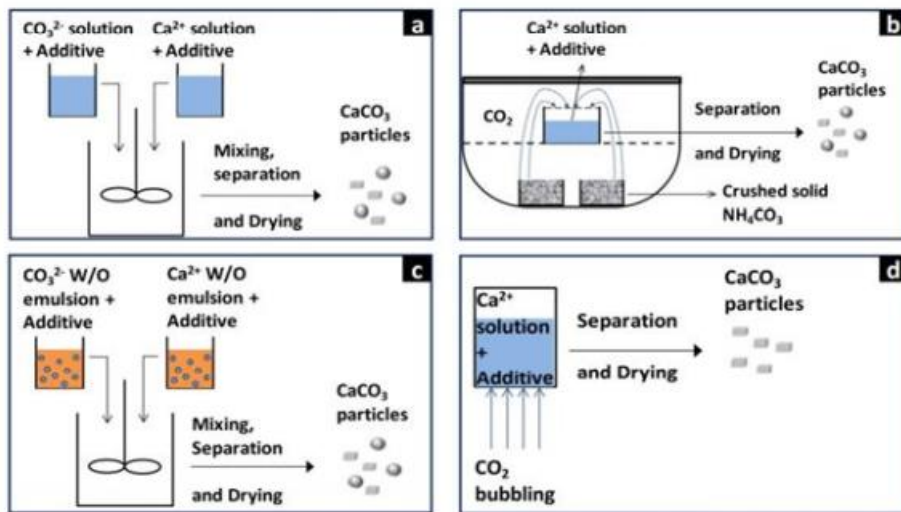 a
CO₃²⁻ solution
+ Additive
Ca²⁺ solution
+ Additive
Mixing,
separation
and Drying
CaCO₃
particles
b
Ca²⁺ solution
+ Additive
CO₂
Separation
and Drying
CaCO₃
particles
Crushed solid
NH₄CO₃
c
CO₃²⁻ W/O
emulsion +
Additive
Ca²⁺ W/O
emulsion +
Additive
Mixing,
Separation
and Drying
CaCO₃
particles
d
Ca²⁺
solution
+
Additive
CO₂
bubbling
Separation
and Drying
CaCO₃
particles